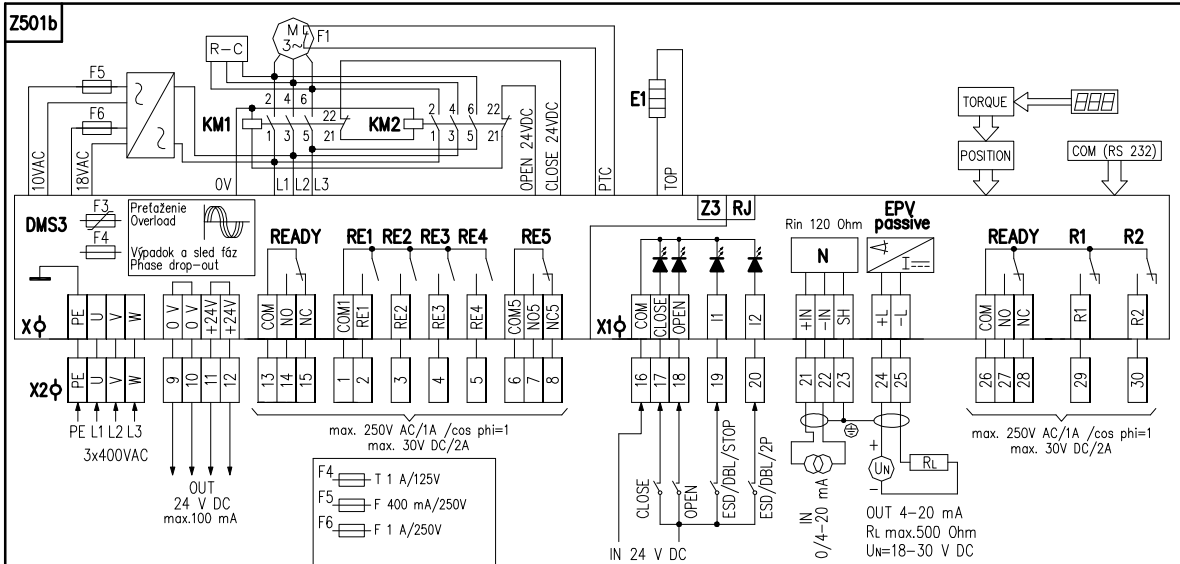 Z501b
R-C
M
3~
F1
F5
F6
2 4 6
22
KM1
1 3 5
21
KM2
2 4 6
22
1 3 5
21
E1
TORQUE
POSITION
COM (RS 232)
10VAC
18VAC
0V
L1 L2 L3
OPEN 24VDC
CLOSE 24VDC
PTC
TOP
DMS3
F3
F4
Preťaženie
Overload
Výpadok a sled fáz
Phase drop-out
READY
RE1 RE2 RE3 RE4
RE5
Z3 RJ
Rin 120 Ohm
N
EPV
passive
READY
R1
R2
X
PE U V W
0 V 0 V +24V +24V
COM NO NC
COM1 RE1 RE2 RE3 RE4
COM5 NO5 NC5
X1
COM CLOSE OPEN I1 I2
+IN -IN SH
+L -L
COM NO NC R1 R2
X2
PE U V W
9 10 11 12
13 14 15
1 2 3 4 5
6 7 8
16 17 18 19 20
21 22 23
24 25
26 27 28 29 30
PE L1 L2 L3
3x400VAC
OUT
24 V DC
max.100 mA
max. 250V AC/1A /cos phi=1
max. 30V DC/2A
F4 T 1 A/125V
F5 F 400 mA/250V
F6 F 1 A/250V
CLOSE
OPEN
ESD/DBL/STOP
ESD/DBL/2P
IN 24 V DC
IN
0/4-20 mA
+
UN
-
RL
OUT 4-20 mA
RL max.500 Ohm
UN=18-30 V DC
max. 250V AC/1A /cos phi=1
max. 30V DC/2A